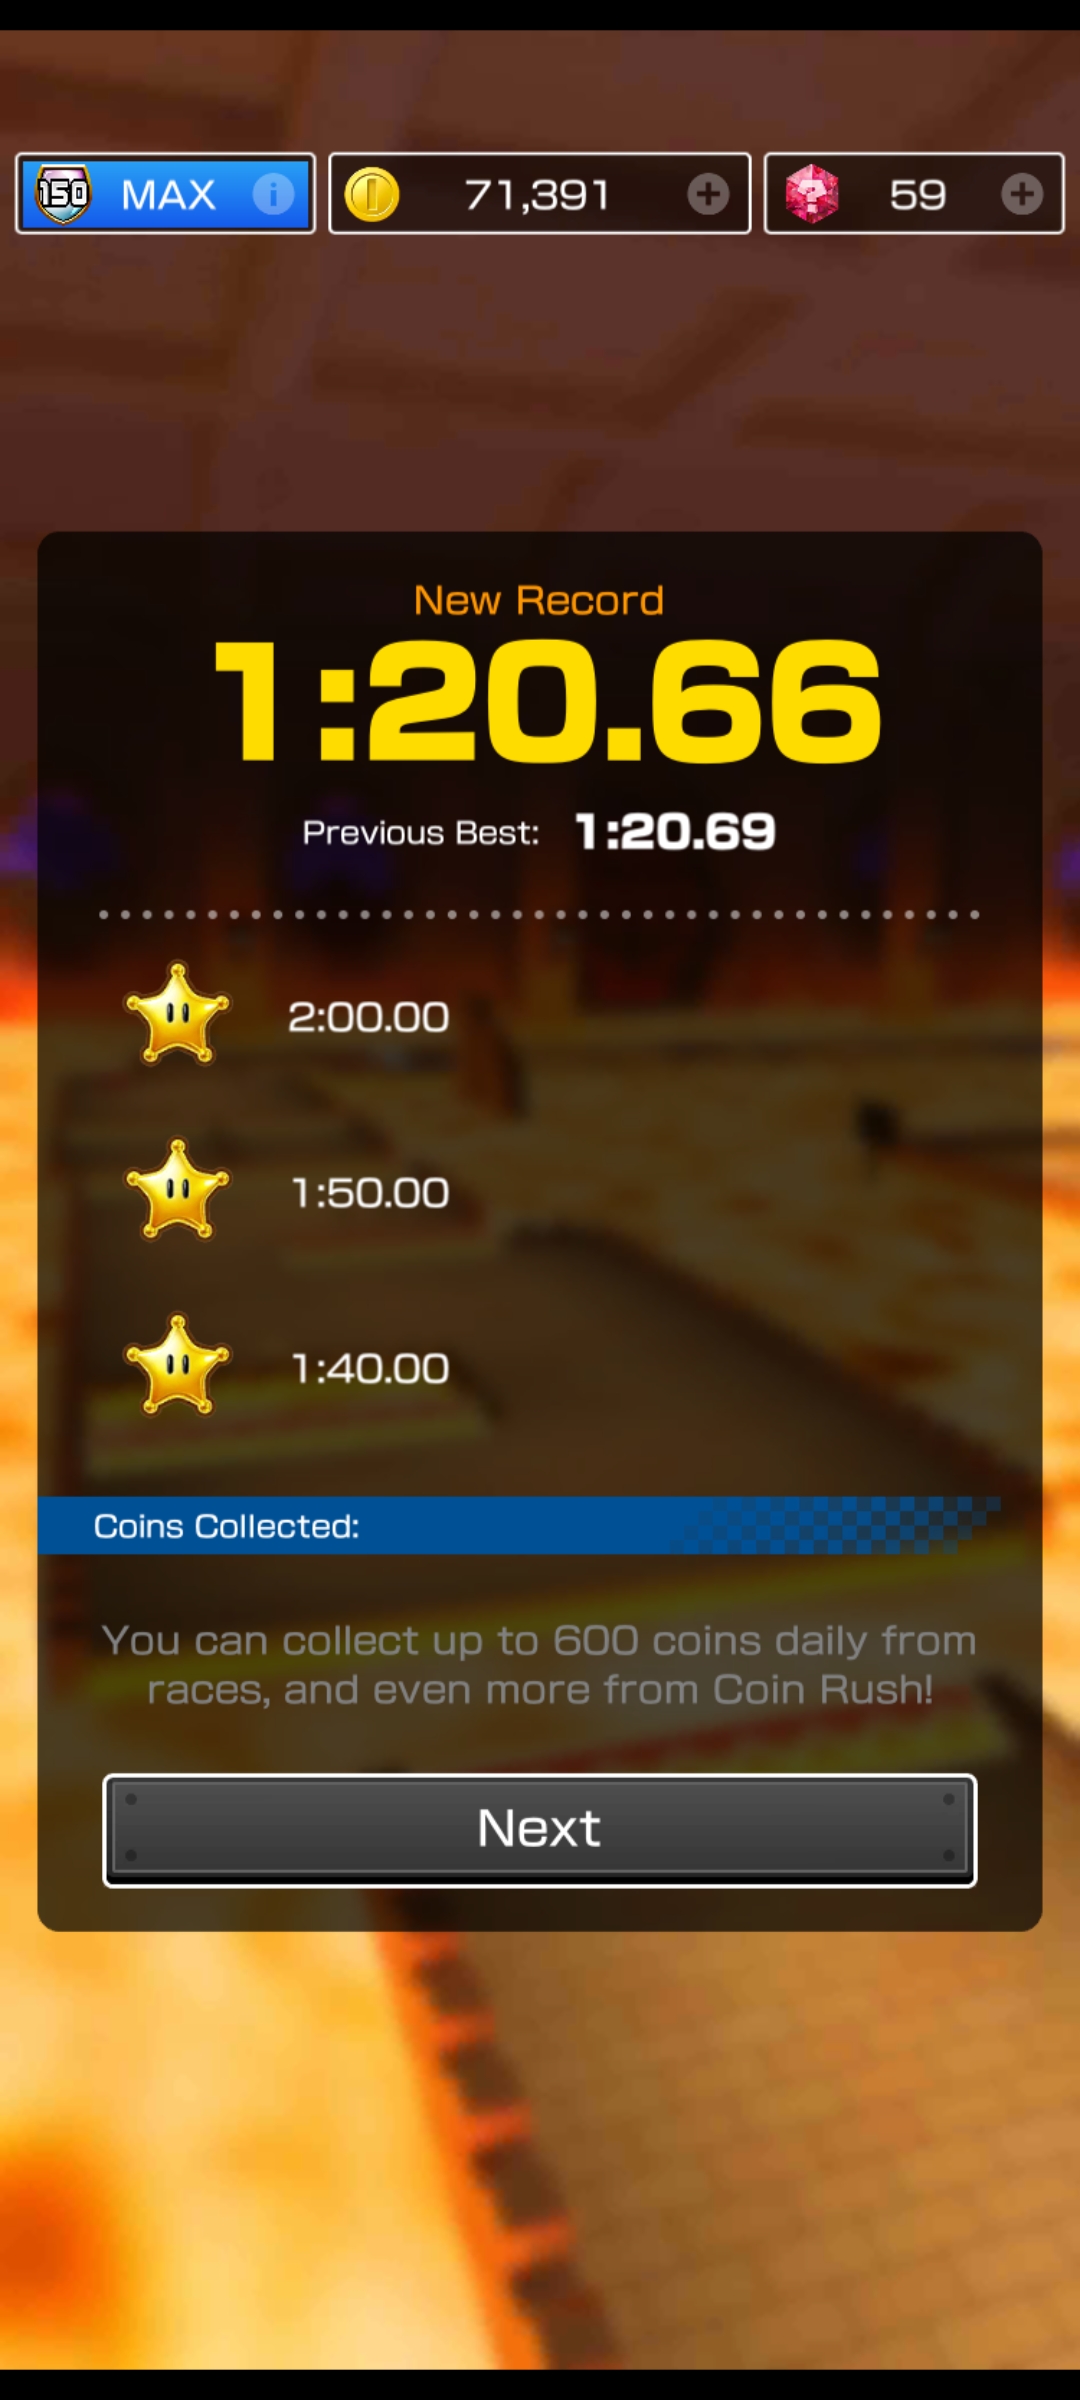 150 MAX i 71,391 + ? 59 +
New Record
1:20.66
Previous Best: 1:20.69
2:00.00
1:50.00
1:40.00
Coins Collected:
You can collect up to 600 coins daily from
races, and even more from Coin Rush!
Next